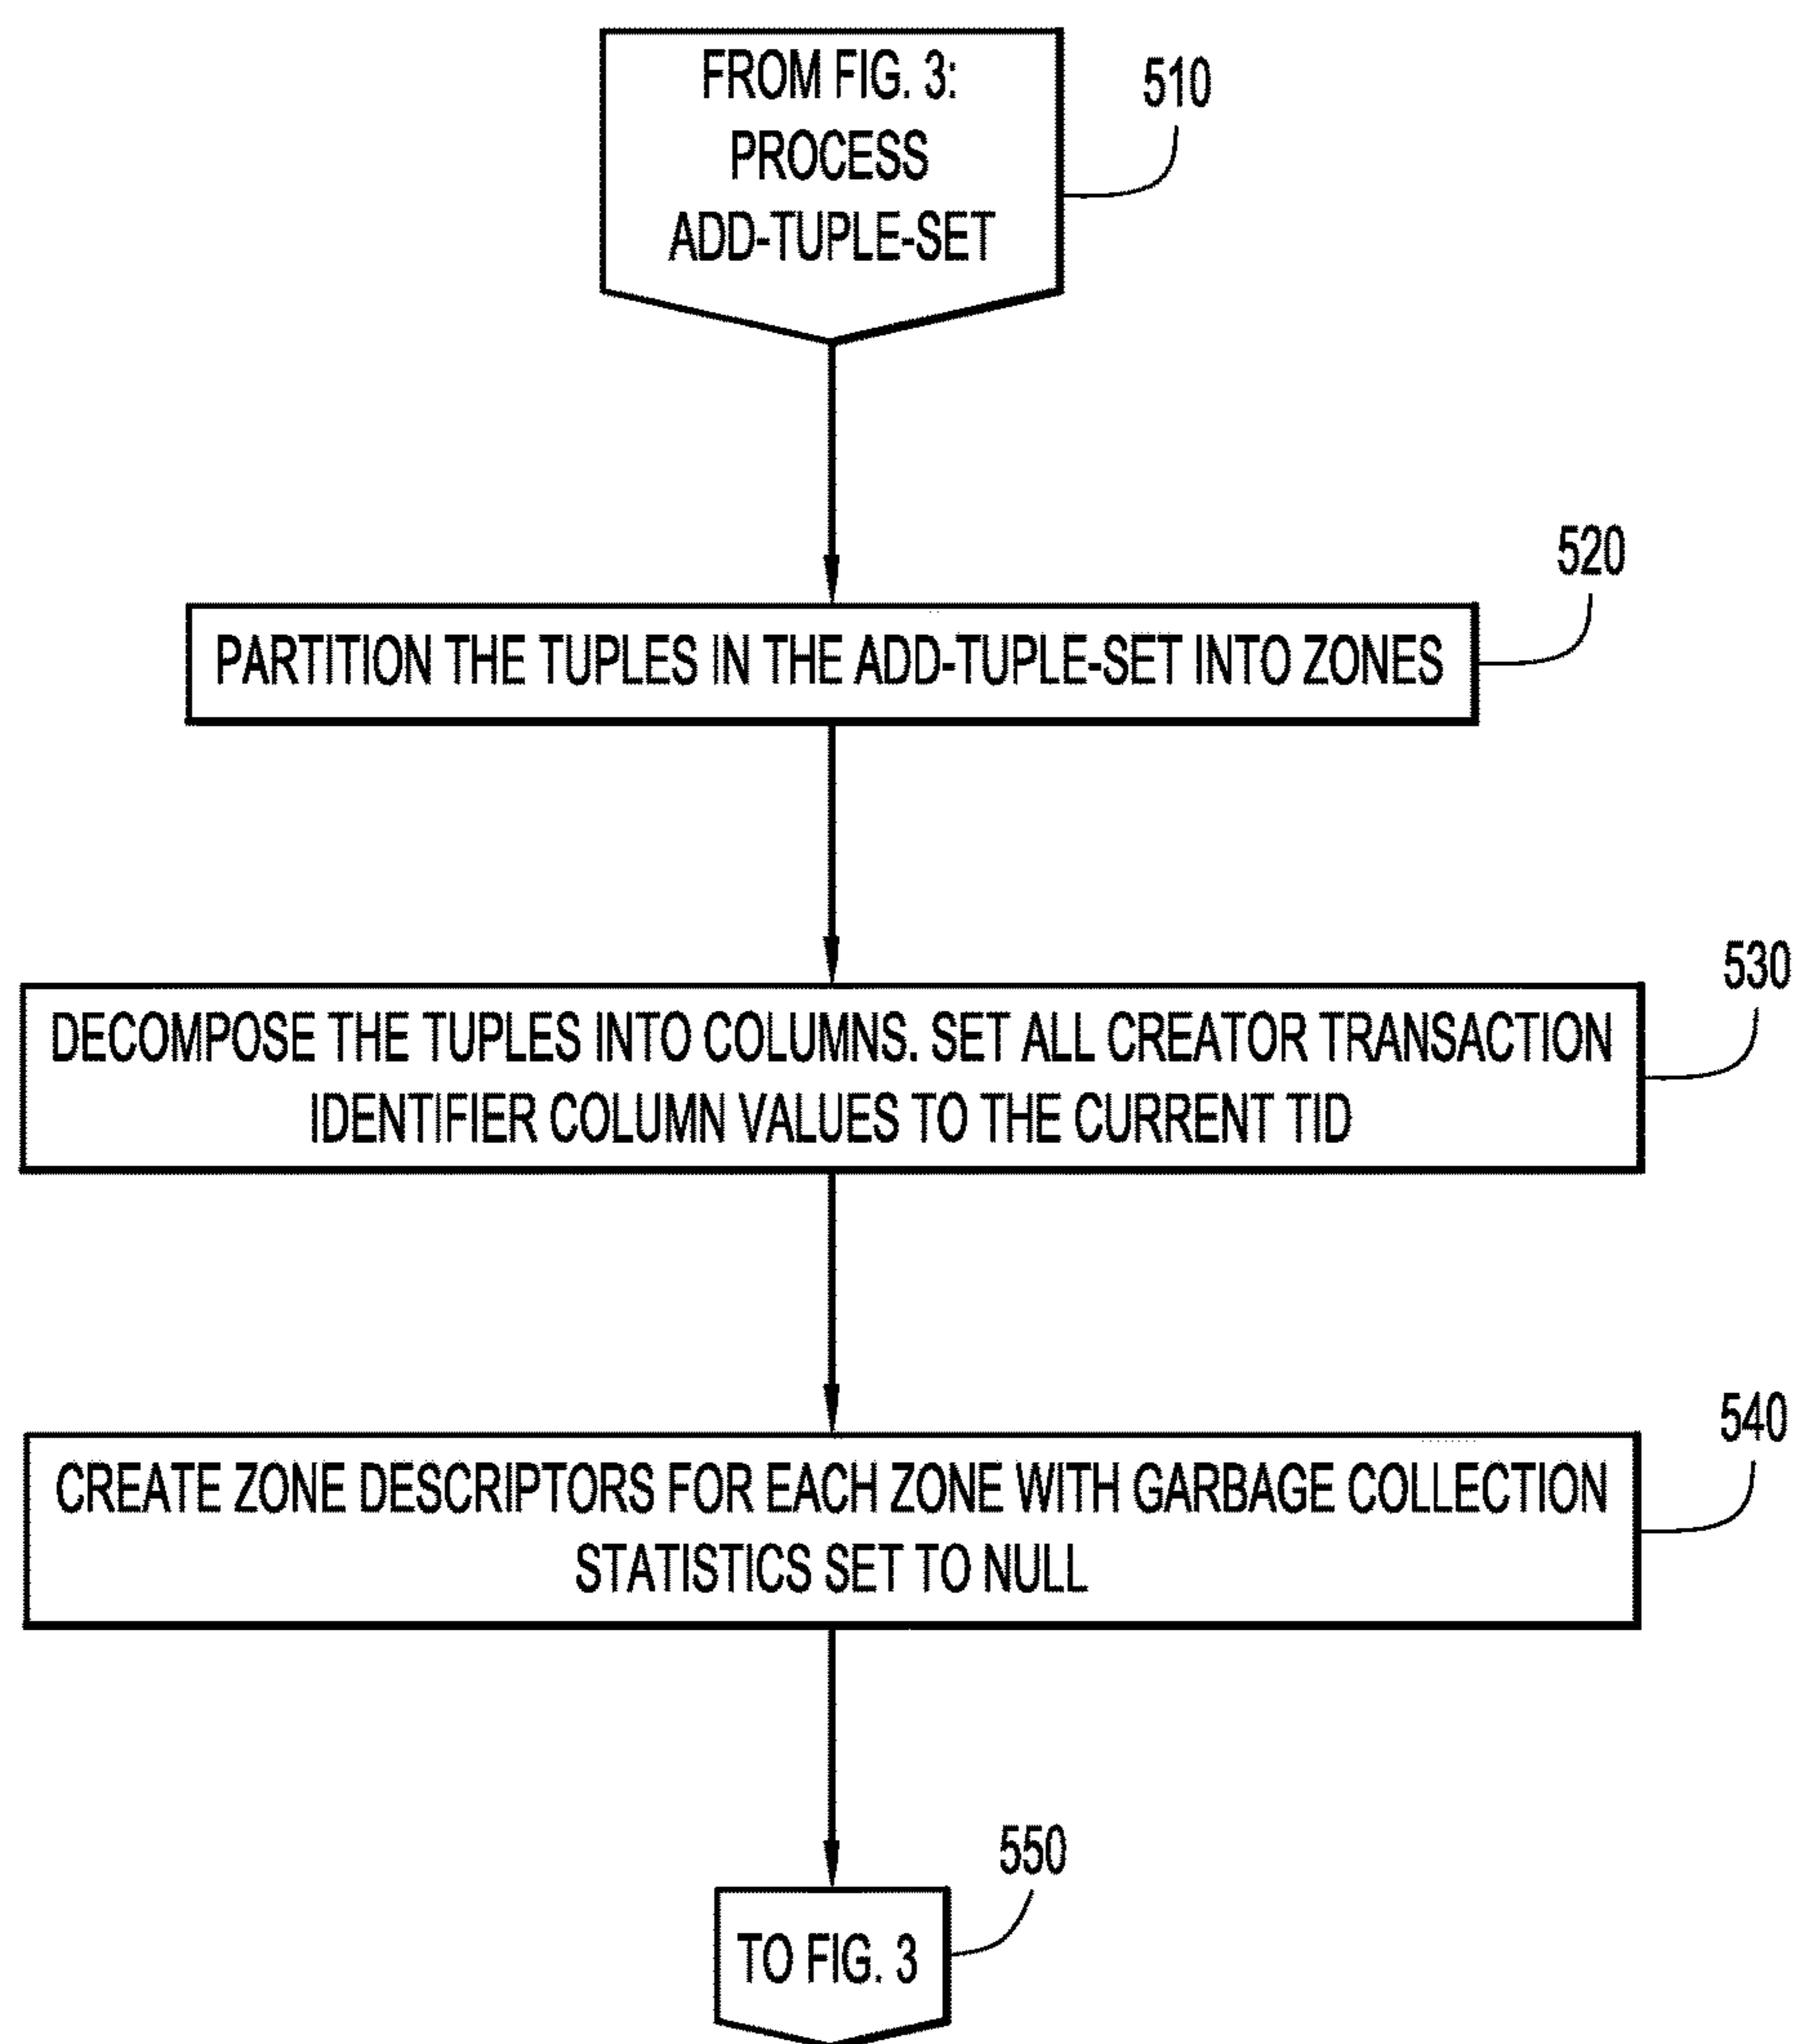 FROM FIG. 3:
PROCESS
ADD-TUPLE-SET
510
520
PARTITION THE TUPLES IN THE ADD-TUPLE-SET INTO ZONES
530
DECOMPOSE THE TUPLES INTO COLUMNS. SET ALL CREATOR TRANSACTION
IDENTIFIER COLUMN VALUES TO THE CURRENT TID
540
CREATE ZONE DESCRIPTORS FOR EACH ZONE WITH GARBAGE COLLECTION
STATISTICS SET TO NULL
550
TO FIG. 3